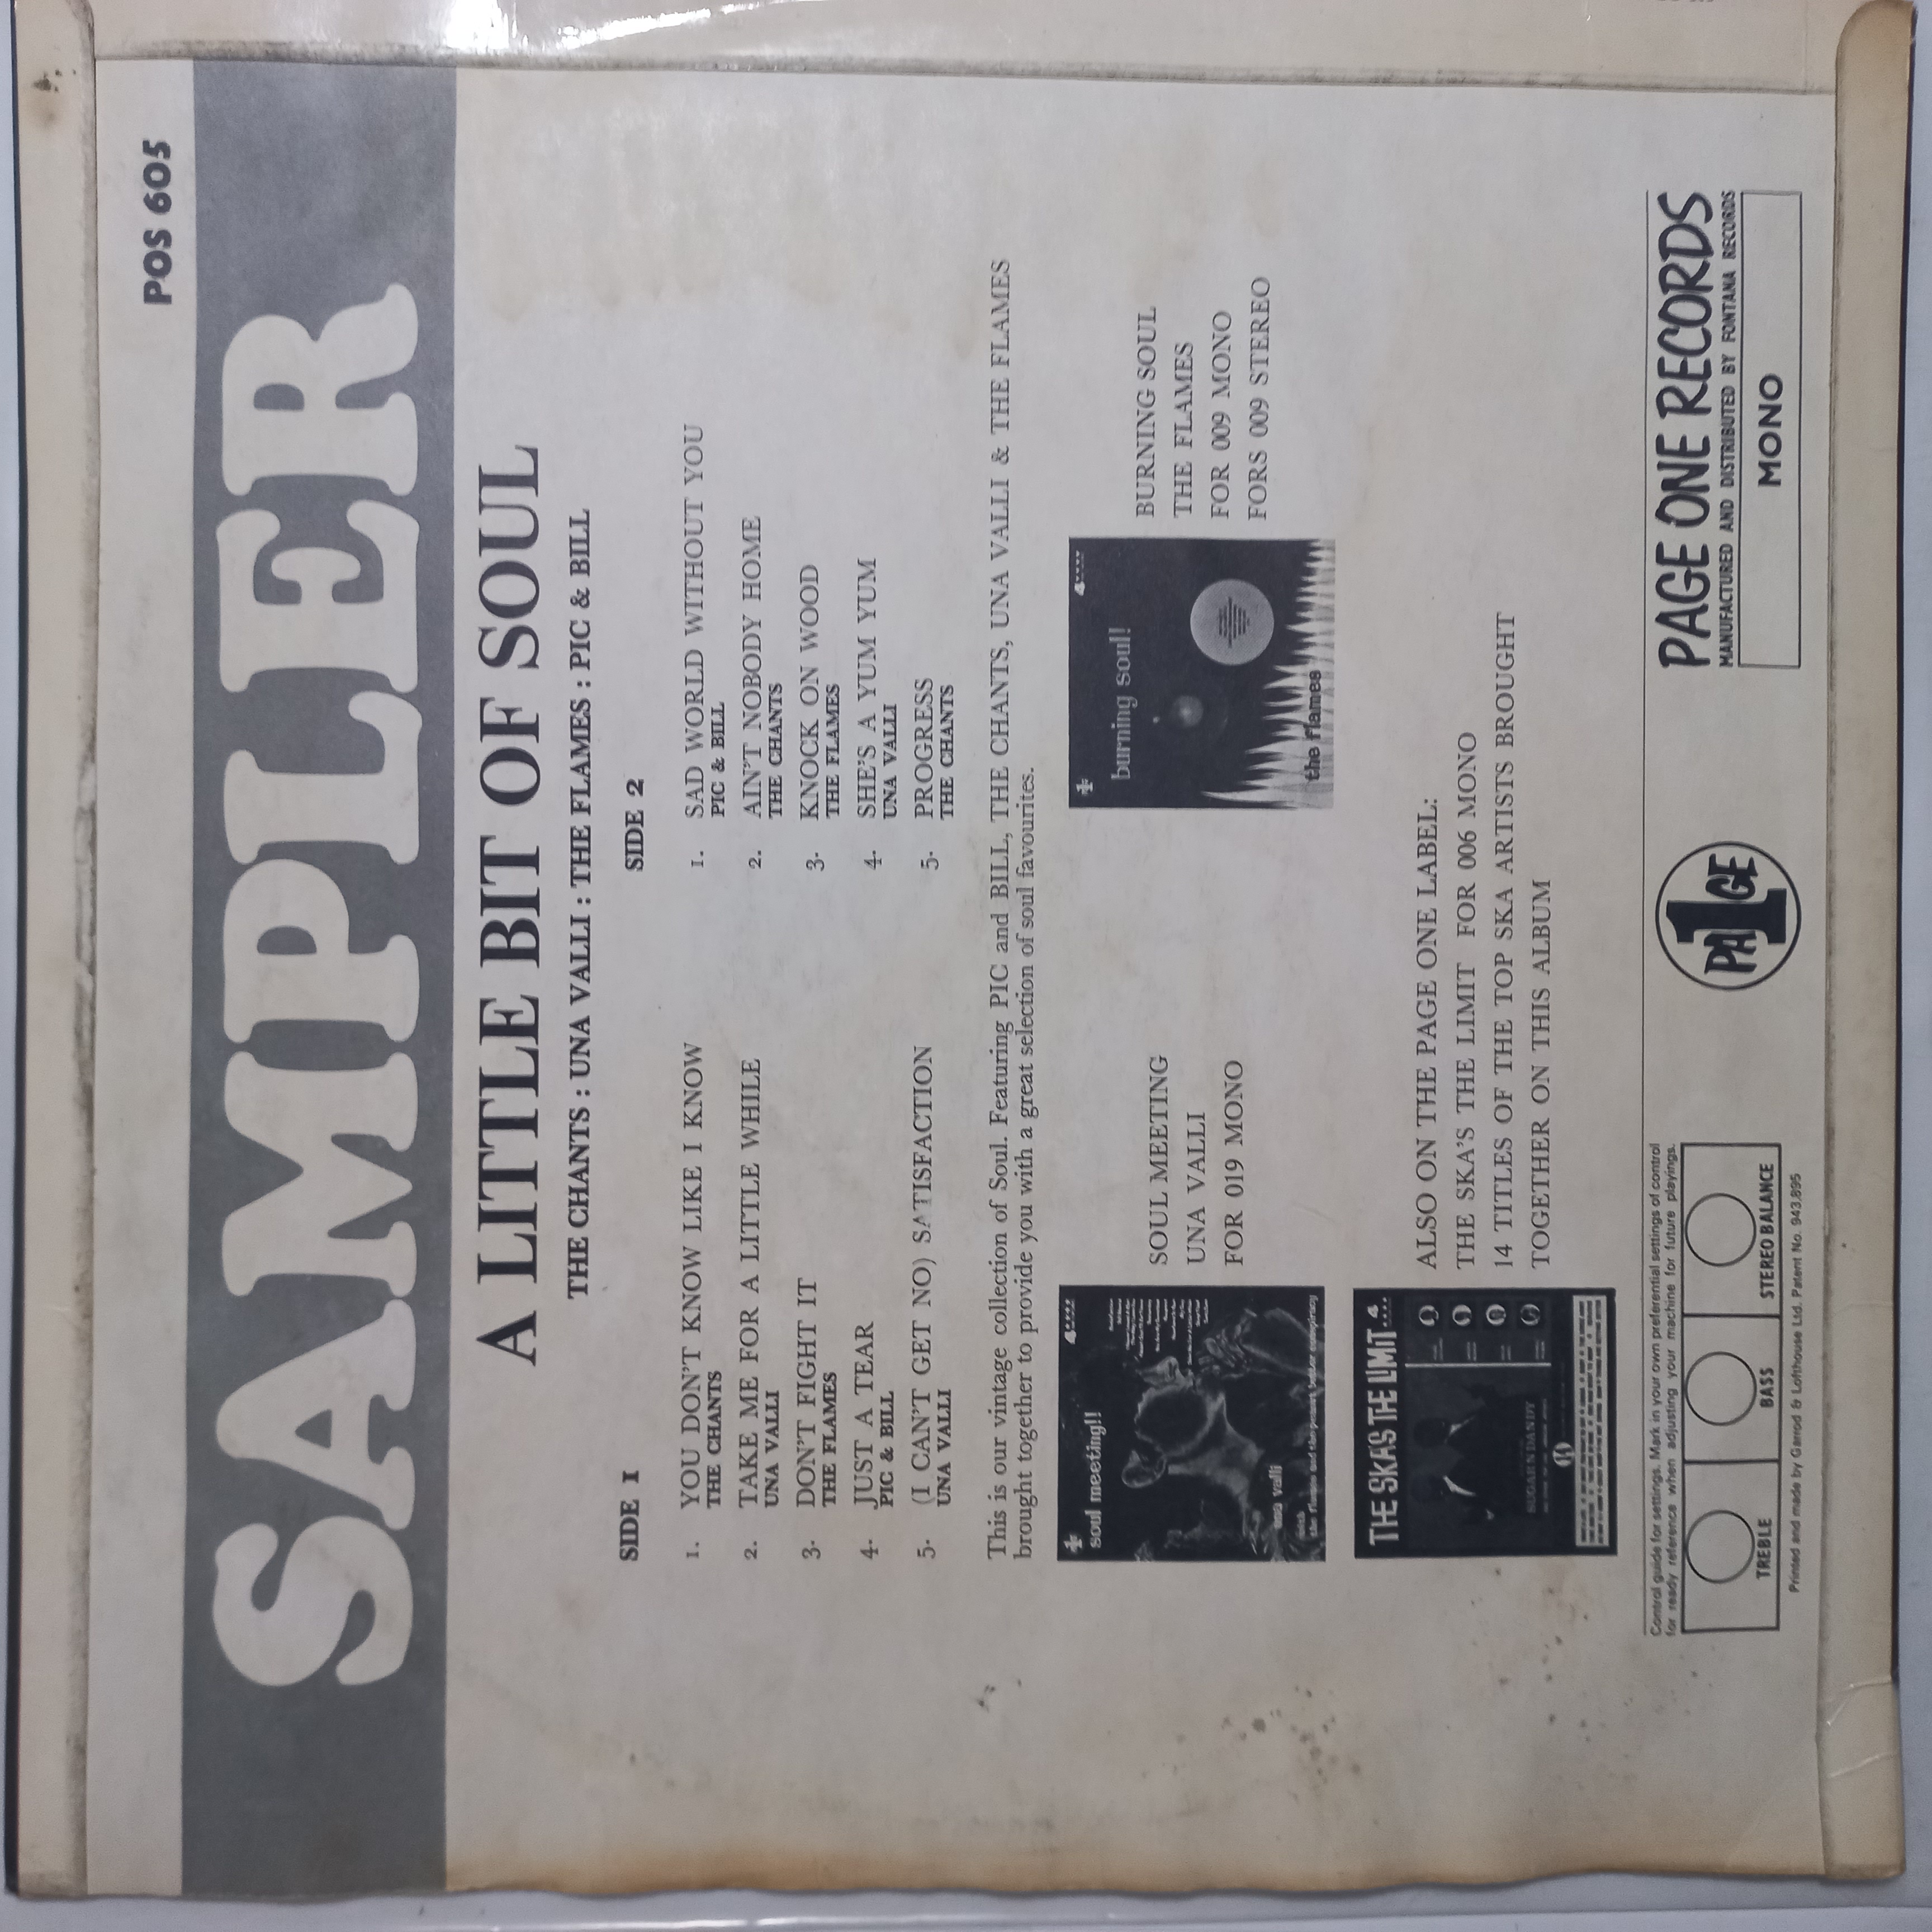 POS 605
SAMPLER
A LITTLE BIT OF SOUL
THE CHANTS : UNA VALLI : THE FLAMES : PIC & BILL
SIDE 1
1. YOU DON'T KNOW LIKE I KNOW
THE CHANTS
2. TAKE ME FOR A LITTLE WHILE
UNA VALLI
3. DON'T FIGHT IT
THE FLAMES
4. JUST A TEAR
PIC & BILL
5. (I CAN'T GET NO) SATISFACTION
UNA VALLI
SIDE 2
1. SAD WORLD WITHOUT YOU
PIC & BILL
2. AIN'T NOBODY HOME
THE CHANTS
3. KNOCK ON WOOD
THE FLAMES
4. SHE'S A YUM YUM
UNA VALLI
5. PROGRESS
THE CHANTS
This is our vintage collection of Soul. Featuring PIC and BILL, THE CHANTS, UNA VALLI & THE FLAMES
brought together to provide you with a great selection of soul favourites.
soul meeting!!
una valli
SOUL MEETING
UNA VALLI
FOR 019 MONO
burning soul!
the flames
BURNING SOUL
THE FLAMES
FOR 009 MONO
FORS 009 STEREO
THE SKA'S THE LIMIT
SUGAR N DANDY
ALSO ON THE PAGE ONE LABEL:
THE SKA'S THE LIMIT FOR 006 MONO
14 TITLES OF THE TOP SKA ARTISTS BROUGHT
TOGETHER ON THIS ALBUM
Control guide for settings. Mark in your own preferential settings of control
for ready reference when adjusting your machine for future playings.
TREBLE
BASS
STEREO BALANCE
Printed and made by Garrod & Lofthouse Ltd. Patent No. 943,895
PA1GE
PAGE ONE RECORDS
MANUFACTURED AND DISTRIBUTED BY FONTANA RECORDS
MONO